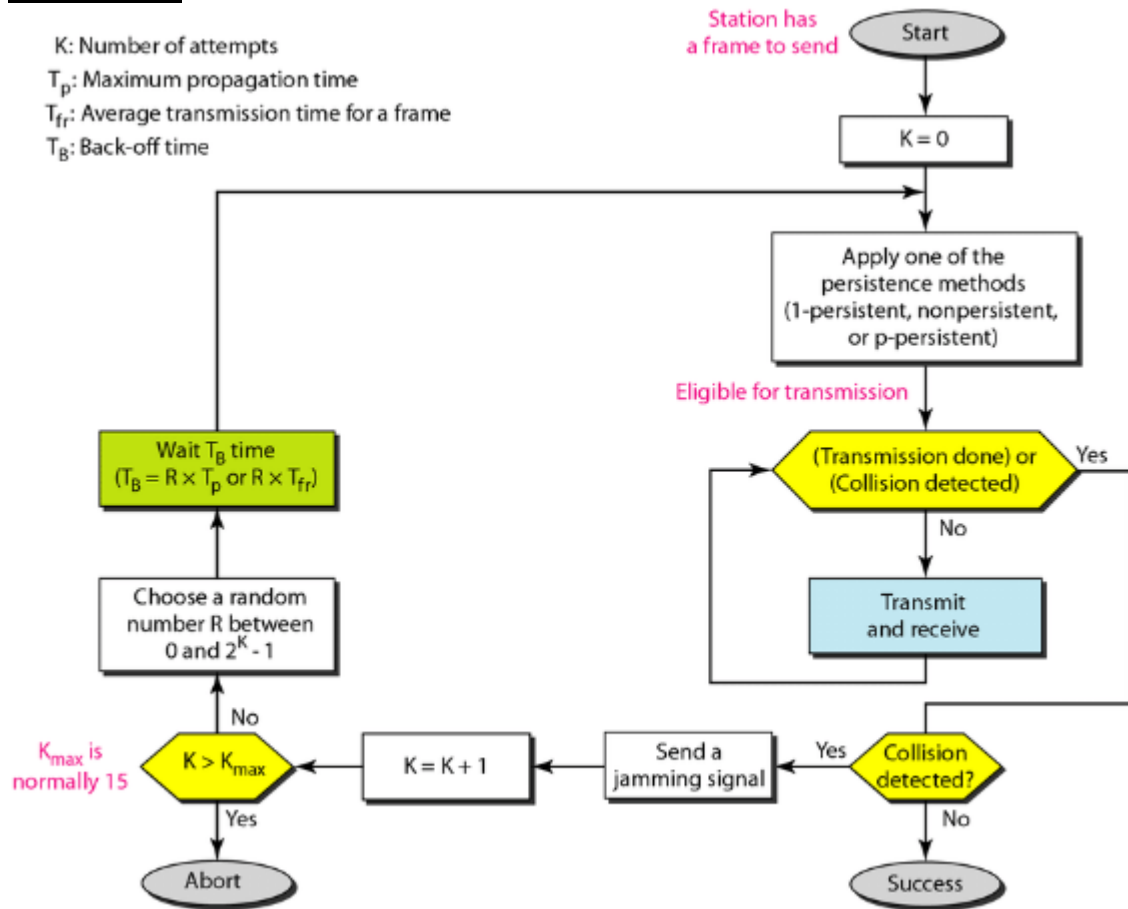 K: Number of attempts
Tp: Maximum propagation time
Tfr: Average transmission time for a frame
TB: Back-off time
Station has
a frame to send
Start
K = 0
Apply one of the
persistence methods
(1-persistent, nonpersistent,
or p-persistent)
Eligible for transmission
(Transmission done) or
(Collision detected)
Yes
No
Transmit
and receive
Collision
detected?
Yes
No
Success
Send a
jamming signal
K = K + 1
K > Kmax
Kmax is
normally 15
Yes
Abort
No
Choose a random
number R between
0 and 2^K - 1
Wait TB time
(TB = R × Tp or R × Tfr)